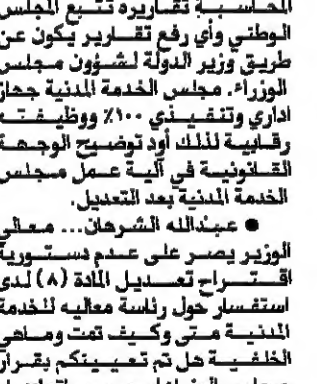 المحاسبة تقاريره تتبع المجلس
الوطني وأي رفع تقارير يكون عن
طريق وزير الدولة لشؤون مجلس
الوزراء. مجلس الخدمة المدنية جهاز
اداري وتنفيذي ١٠٠٪ ووظيفته
رقابية لذلك أود توضيح الوجهة
القانونية في آلية عمل مجلس
الخدمة المدنية بعد التعديل.
● عبدالله الشرهان... معالي
الوزير يصر على عدم دستورية
اقتراح تعديل المادة (٨) لدي
استفسار حول رئاسة معاليه للخدمة
المدنية متى وكيف تمت وماهي
الخلفية هل تم تعيينكم بقرار